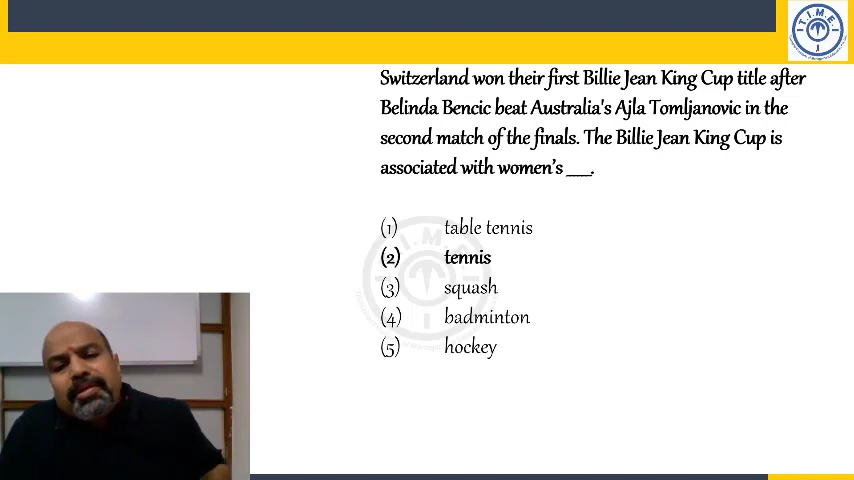 T.I.M.E.
Switzerland won their first Billie Jean King Cup title after
Belinda Bencic beat Australia's Ajla Tomljanovic in the
second match of the finals. The Billie Jean King Cup is
associated with women's ___.
(1) table tennis
(2) tennis
(3) squash
(4) badminton
(5) hockey